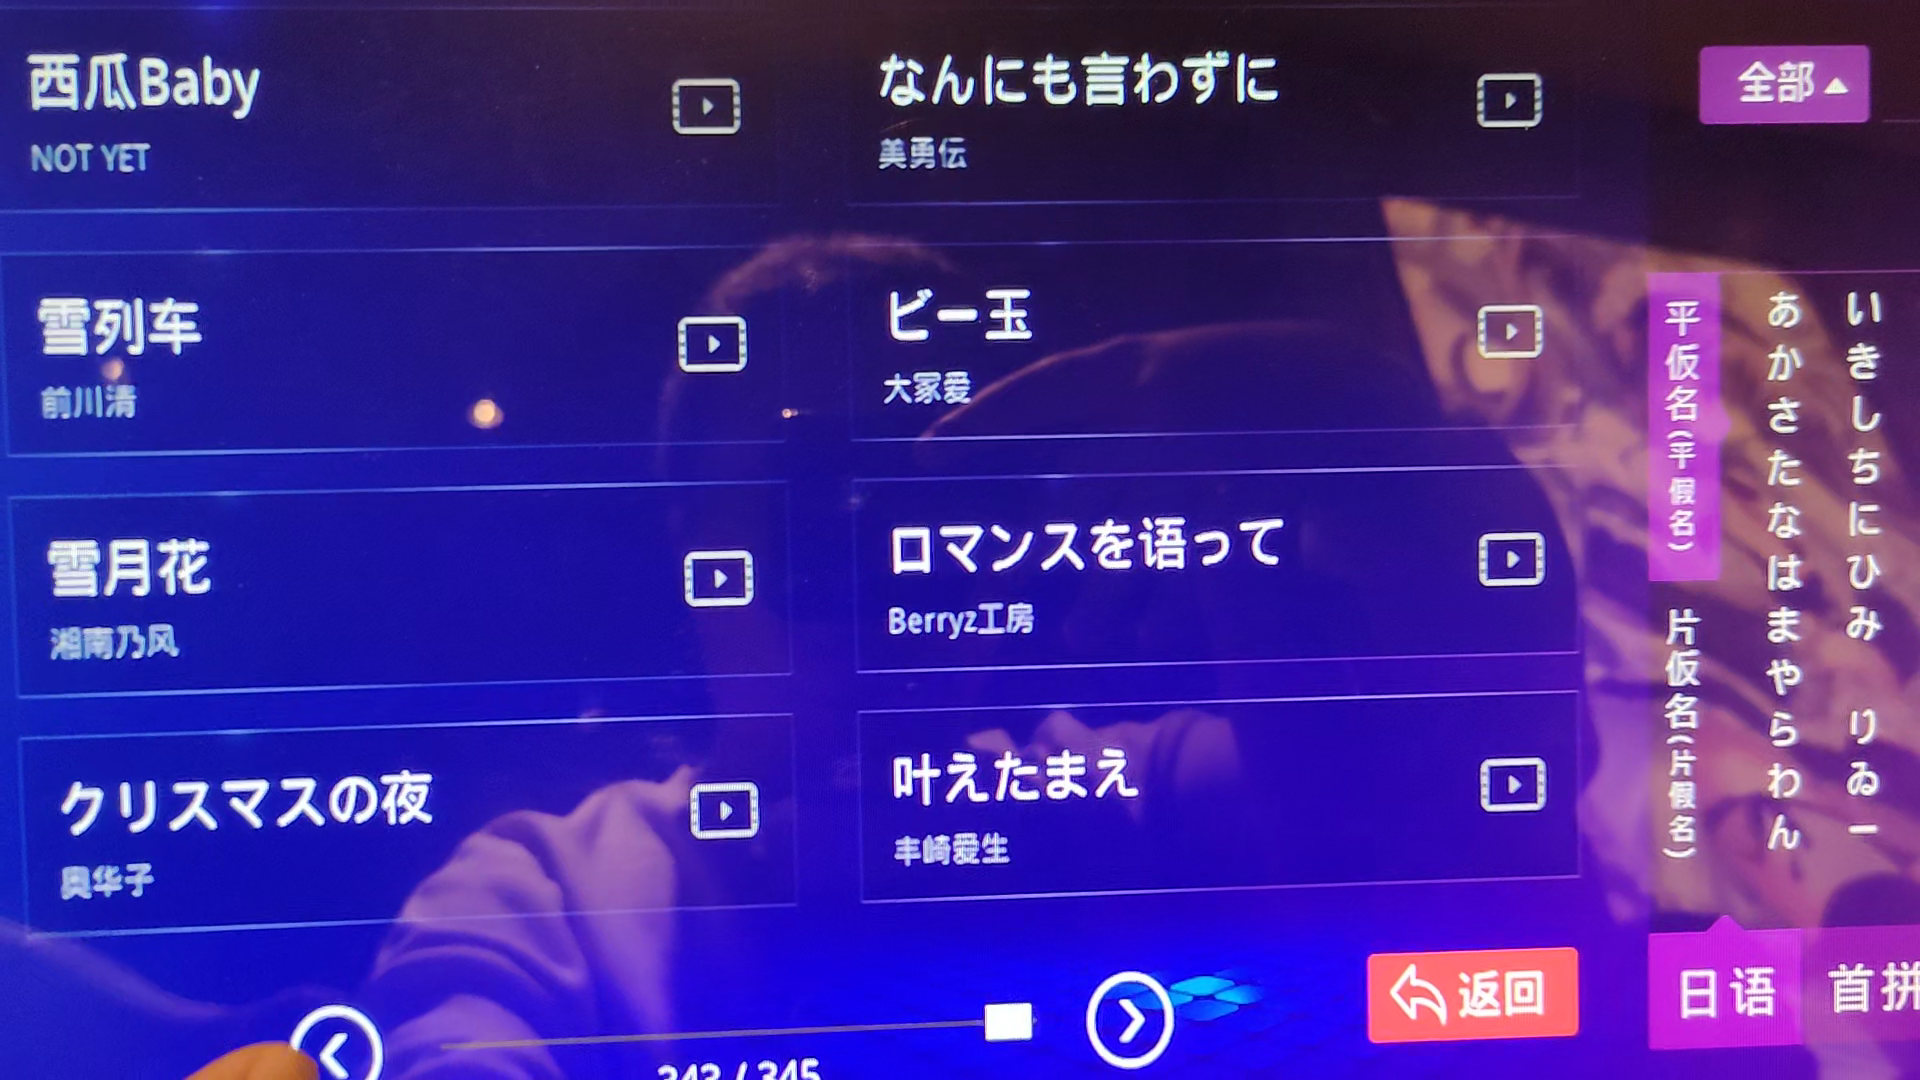 西瓜Baby
NOT YET
なんにも言わずに
美勇伝
雪列车
前川清
ビー玉
大冢爱
雪月花
湘南乃风
ロマンスを语って
Berryz工房
クリスマスの夜
奥华子
叶えたまえ
丰崎爱生
343 / 345
返回
全部
平仮名(平假名)
片仮名(片假名)
あかさたなはまやらわん
いきしちにひみ りゐー
日语
首拼